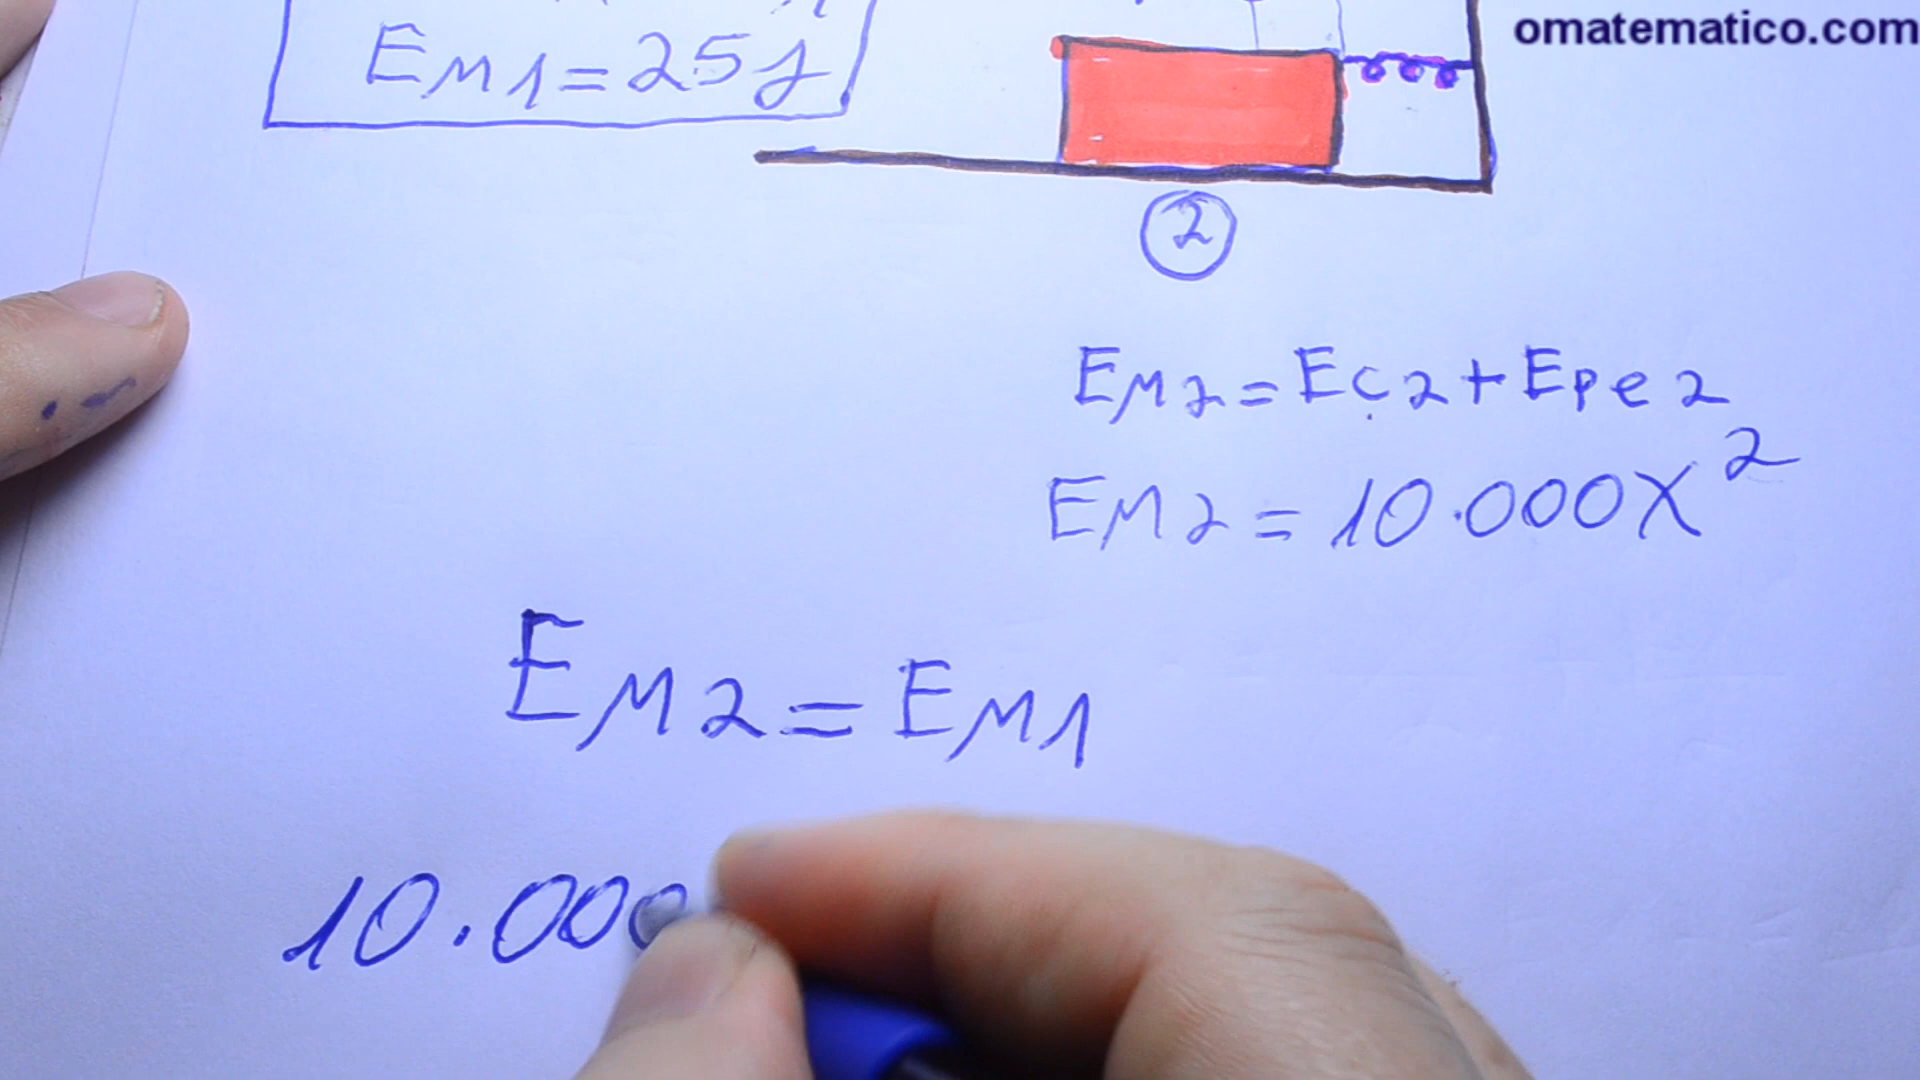 omatematico.com
EM1=25J
2
EM2=Ec2+Epe2
EM2=10.000X²
EM2=EM1
10.000